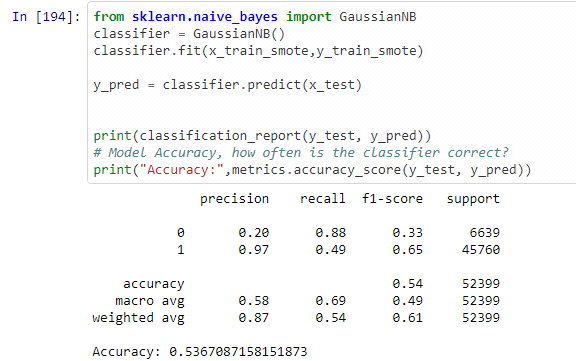 In [194]: from sklearn.naive_bayes import GaussianNB
classifier = GaussianNB()
classifier.fit(x_train_smote,y_train_smote)
y_pred = classifier.predict(x_test)
print(classification_report(y_test, y_pred))
# Model Accuracy, how often is the classifier correct?
print("Accuracy:",metrics.accuracy_score(y_test, y_pred))
precision recall f1-score support
0 0.20 0.88 0.33 6639
1 0.97 0.49 0.65 45760
accuracy 0.54 52399
macro avg 0.58 0.69 0.49 52399
weighted avg 0.87 0.54 0.61 52399
Accuracy: 0.5367087158151873